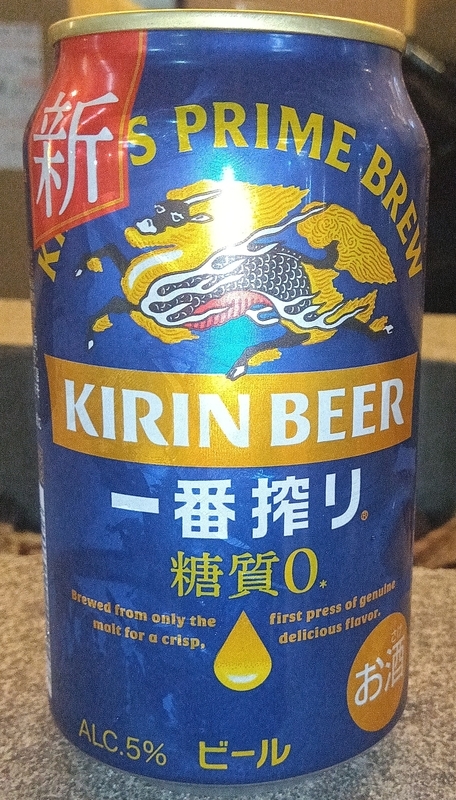 新
S PRIME BREW
KIRIN BEER
一番搾り®
糖質0*
Brewed from only the
malt for a crisp,
first press of genuine
delicious flavor.
お酒
ALC.5%
ビール